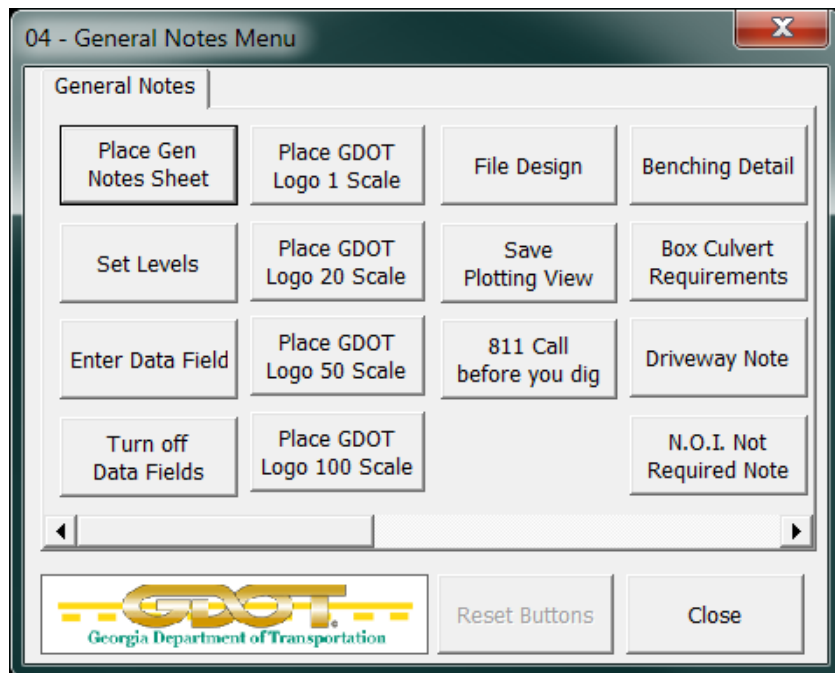 04 - General Notes Menu
X
General Notes
Place Gen
Notes Sheet
Place GDOT
Logo 1 Scale
File Design
Benching Detail
Set Levels
Place GDOT
Logo 20 Scale
Save
Plotting View
Box Culvert
Requirements
Enter Data Field
Place GDOT
Logo 50 Scale
811 Call
before you dig
Driveway Note
Turn off
Data Fields
Place GDOT
Logo 100 Scale
N.O.I. Not
Required Note
GDOT
Georgia Department of Transportation
Reset Buttons
Close